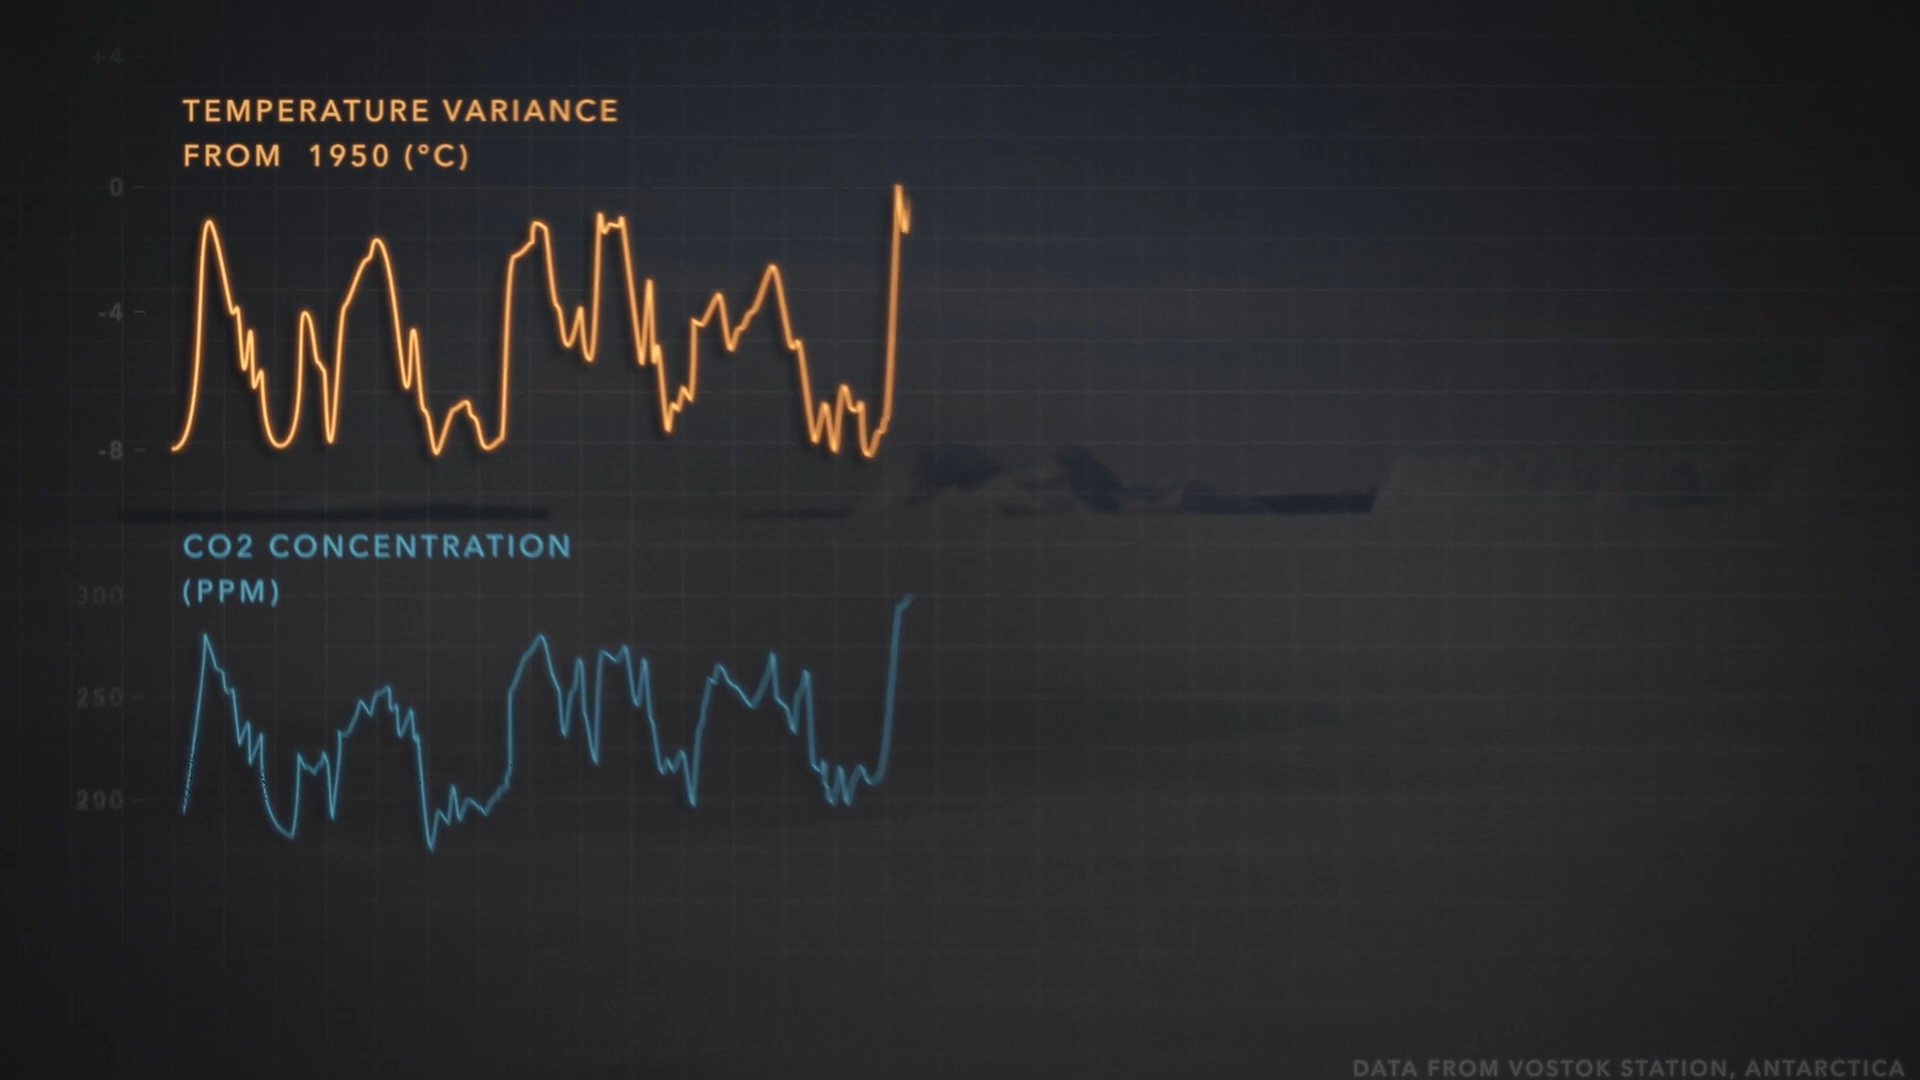 +4
TEMPERATURE VARIANCE
FROM 1950 (°C)
0
-4
-8
CO2 CONCENTRATION
(PPM)
300
250
200
DATA FROM VOSTOK STATION, ANTARCTICA